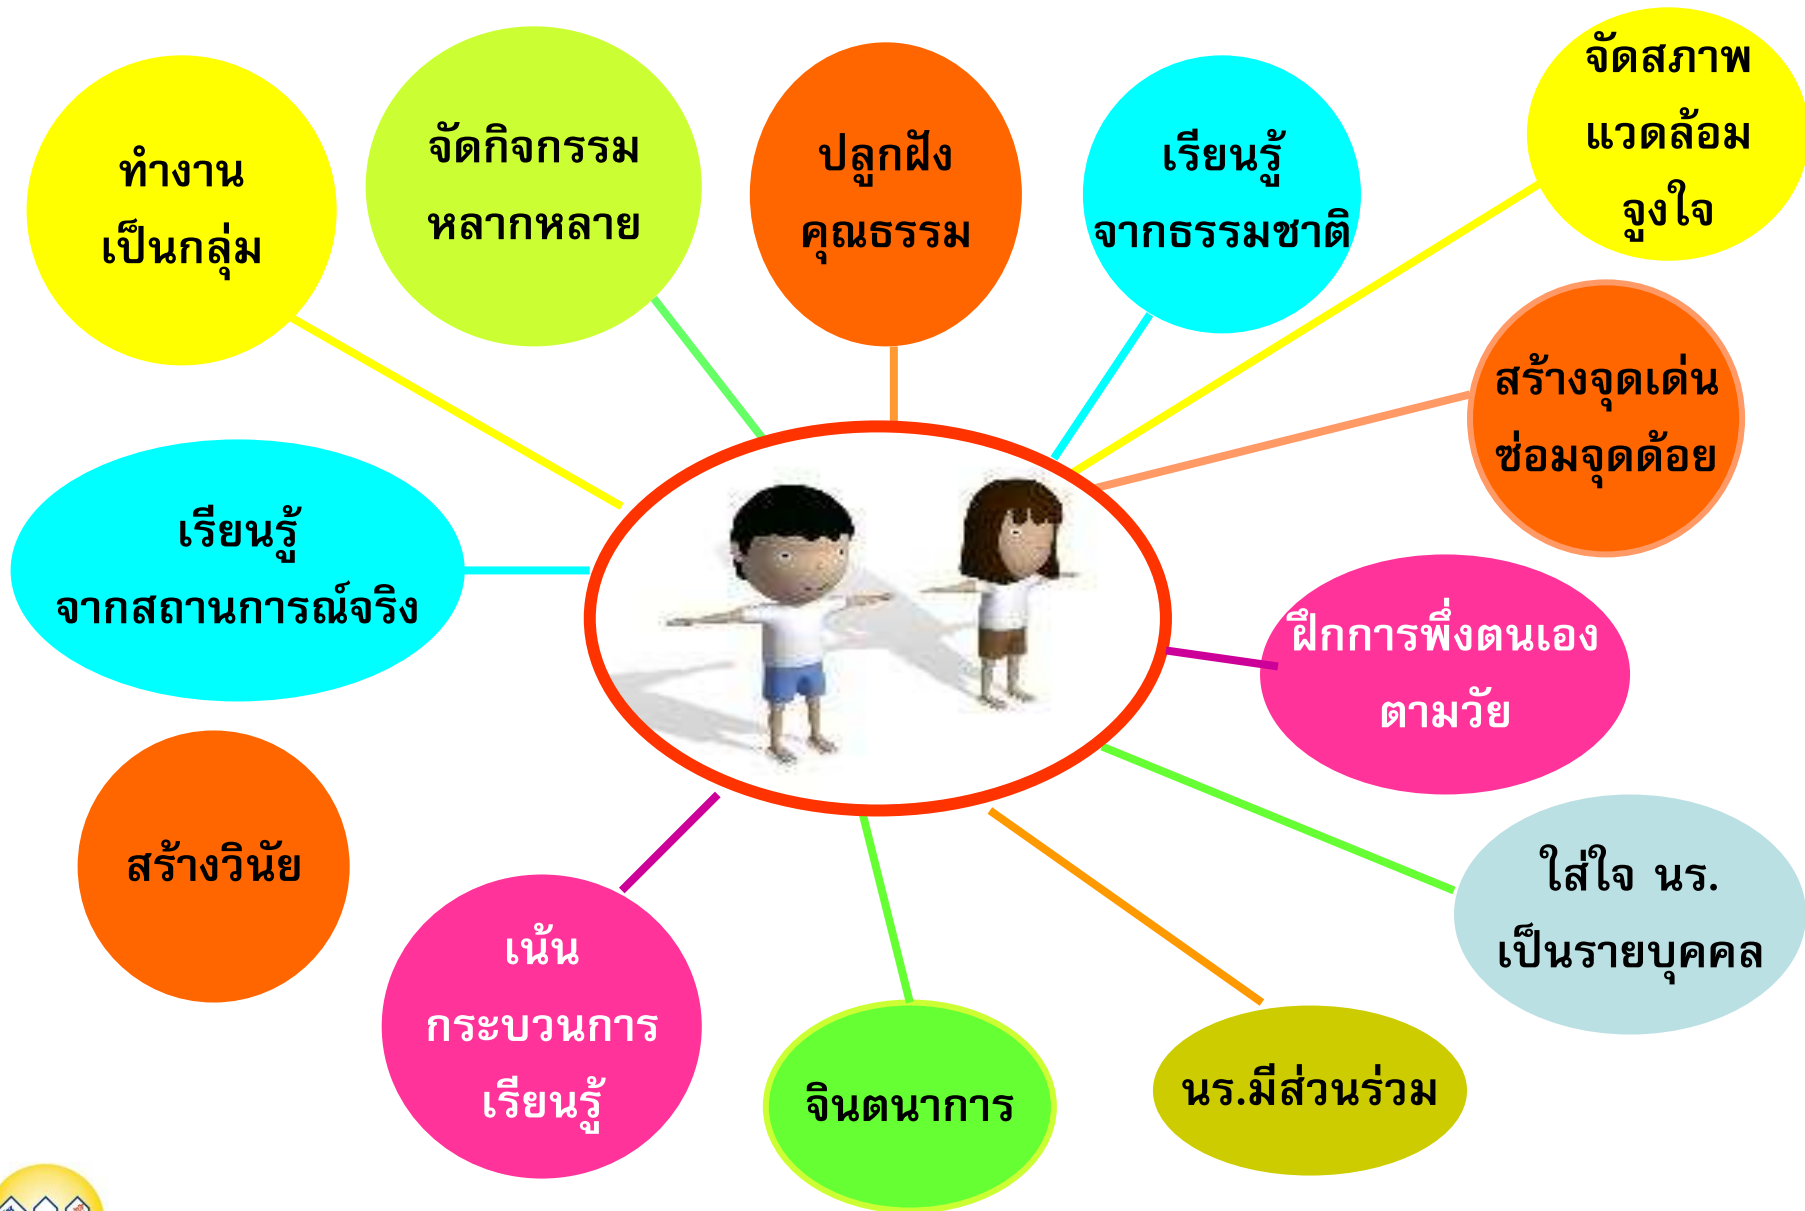 ทำงาน
เป็นกลุ่ม
จัดกิจกรรม
หลากหลาย
ปลูกฝัง
คุณธรรม
เรียนรู้
จากธรรมชาติ
จัดสภาพ
แวดล้อม
จูงใจ
สร้างจุดเด่น
ซ่อมจุดด้อย
เรียนรู้
จากสถานการณ์จริง
ฝึกการพึ่งตนเอง
ตามวัย
สร้างวินัย
ใส่ใจ นร.
เป็นรายบุคคล
เน้น
กระบวนการ
เรียนรู้
จินตนาการ
นร.มีส่วนร่วม